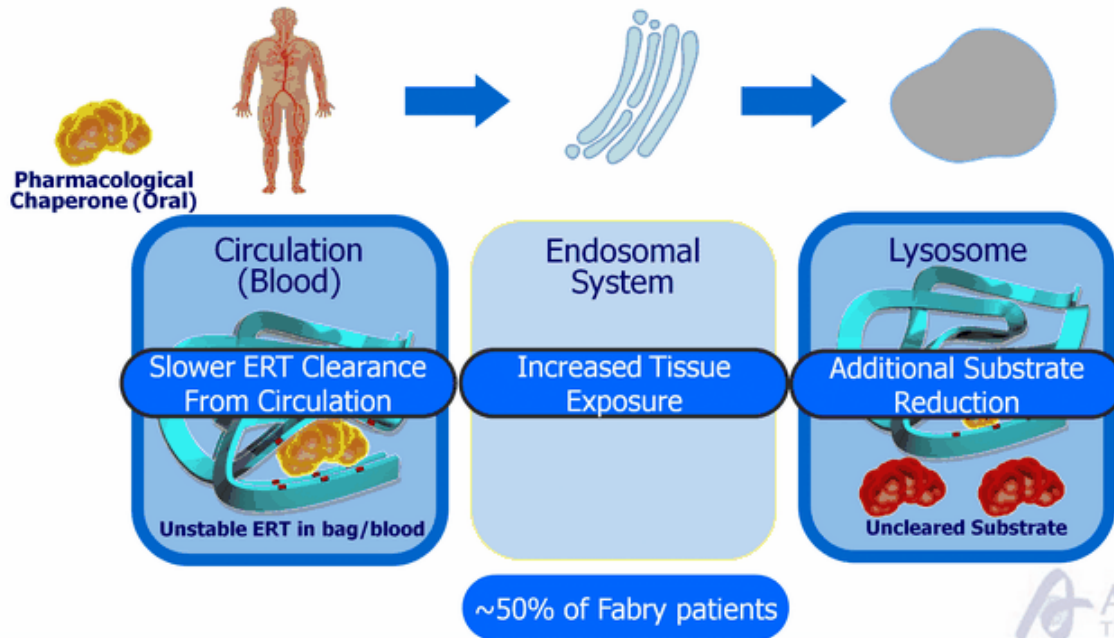 Pharmacological
Chaperone (Oral)
Circulation
(Blood)
Slower ERT Clearance
From Circulation
Unstable ERT in bag/blood
Endosomal
System
Increased Tissue
Exposure
Lysosome
Additional Substrate
Reduction
Uncleared Substrate
~50% of Fabry patients